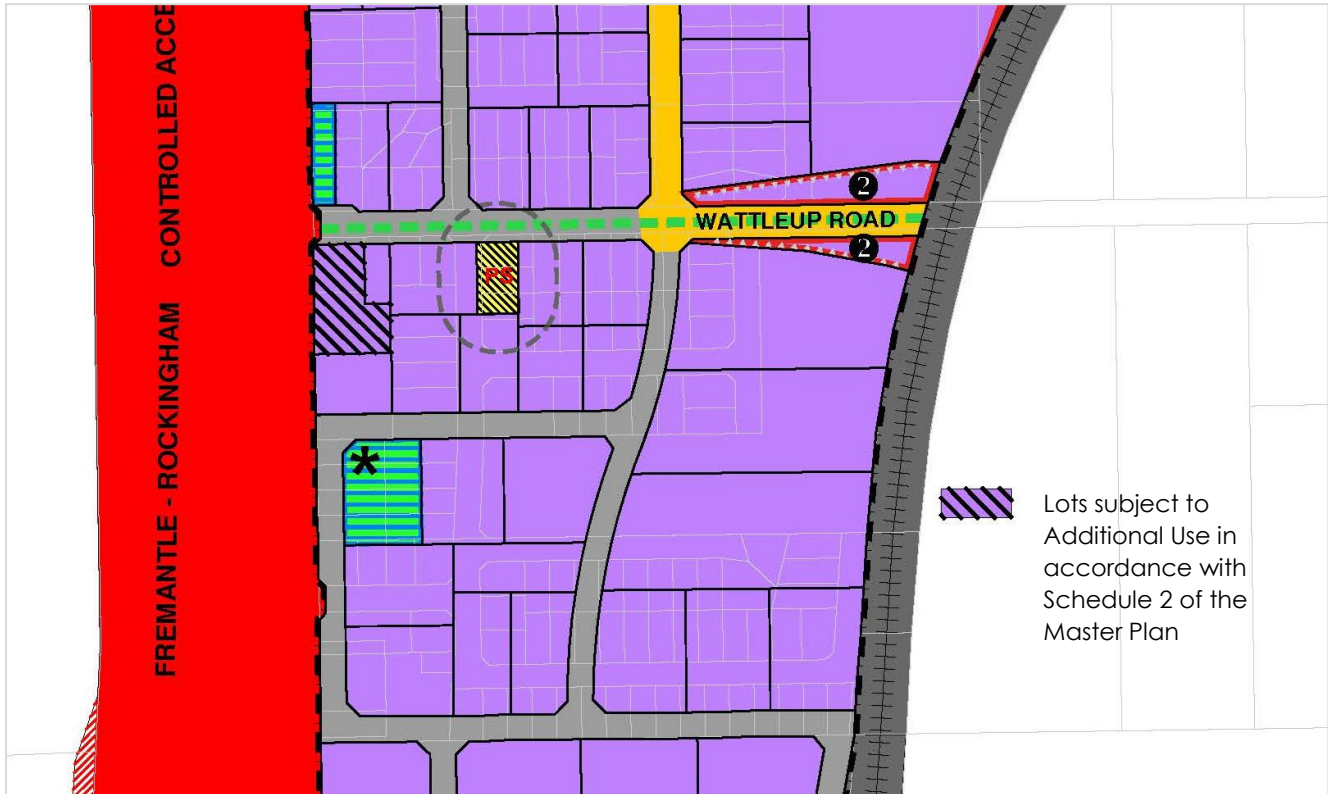 FREMANTLE - ROCKINGHAM CONTROLLED ACCE
2
WATTLEUP ROAD
2
PS
*
Lots subject to
Additional Use in
accordance with
Schedule 2 of the
Master Plan